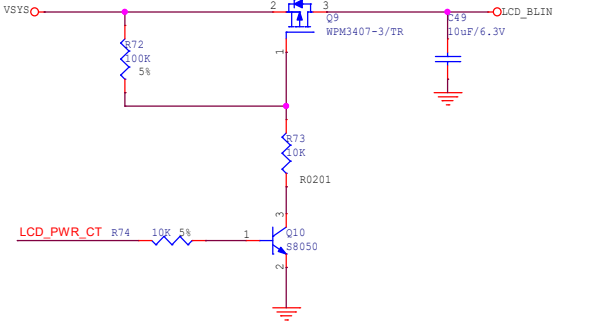 VSYS
2
3
Q9
WPM3407-3/TR
C49
10uF/6.3V
LCD_BLIN
R72
100K
5%
1
R73
10K
R0201
LCD_PWR_CT
R74
10K 5%
1
3
Q10
S8050
2